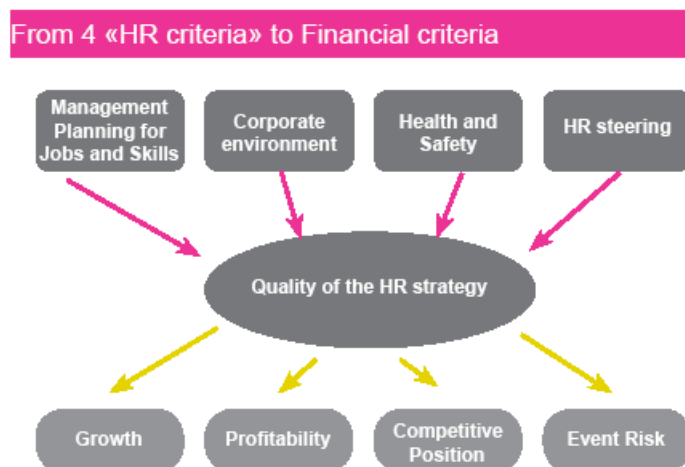 From 4 «HR criteria» to Financial criteria
Management
Planning for
Jobs and Skills
Corporate
environment
Health and
Safety
HR steering
Quality of the HR strategy
Growth
Profitability
Competitive
Position
Event Risk